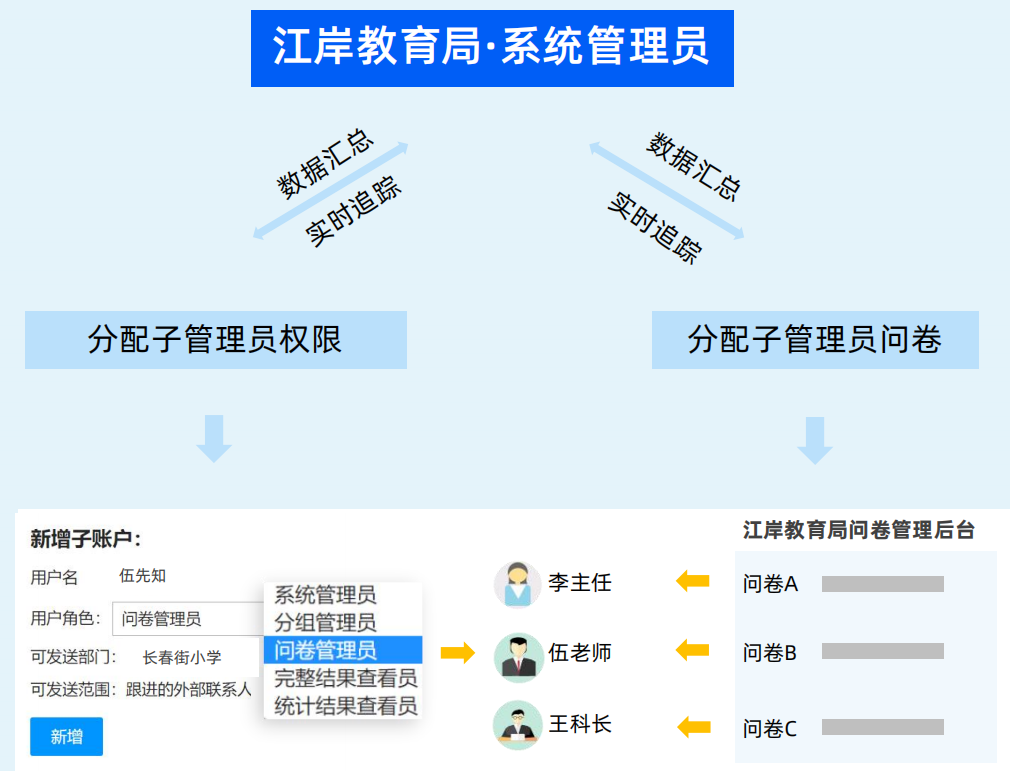 江岸教育局·系统管理员
数据汇总
实时追踪
数据汇总
实时追踪
分配子管理员权限
分配子管理员问卷
新增子账户：
用户名 伍先知
用户角色： 问卷管理员
可发送部门： 长春街小学
可发送范围：跟进的外部联系人
新增
系统管理员
分组管理员
问卷管理员
完整结果查看员
统计结果查看员
李主任
伍老师
王科长
江岸教育局问卷管理后台
问卷A
问卷B
问卷C